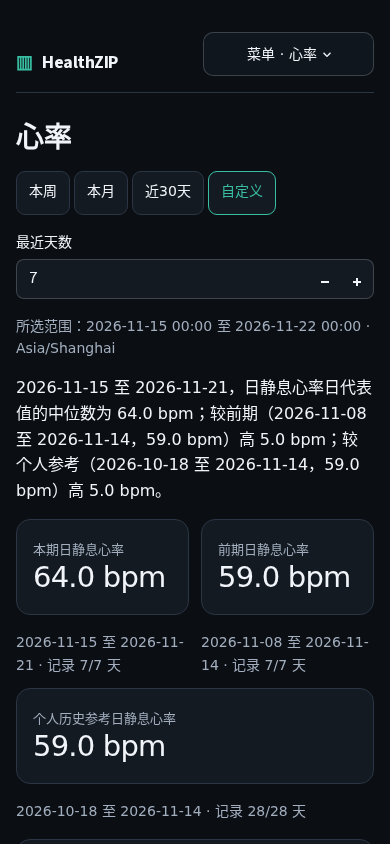 HealthZIP
菜单 · 心率
心率
本周
本月
近30天
自定义
最近天数
7
所选范围：2026-11-15 00:00 至 2026-11-22 00:00 ·
Asia/Shanghai
2026-11-15 至 2026-11-21，日静息心率日代表
值的中位数为 64.0 bpm；较前期（2026-11-08
至 2026-11-14，59.0 bpm）高 5.0 bpm；较
个人参考（2026-10-18 至 2026-11-14，59.0
bpm）高 5.0 bpm。
本期日静息心率
64.0 bpm
前期日静息心率
59.0 bpm
2026-11-15 至 2026-11-
21 · 记录 7/7 天
2026-11-08 至 2026-11-
14 · 记录 7/7 天
个人历史参考日静息心率
59.0 bpm
2026-10-18 至 2026-11-14 · 记录 28/28 天